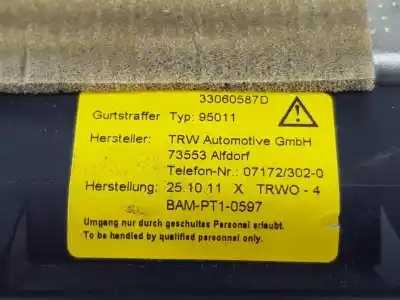 33060587D
Gurtstraffer Typ: 95011
Hersteller: TRW Automotive GmbH
73553 Alfdorf
Telefon-Nr.: 07172/302-0
Herstellung: 25.10.11 X TRWO - 4
BAM-PT1-0597
Umgang nur durch geschultes Personal erlaubt.
To be handled by qualified personnel only.